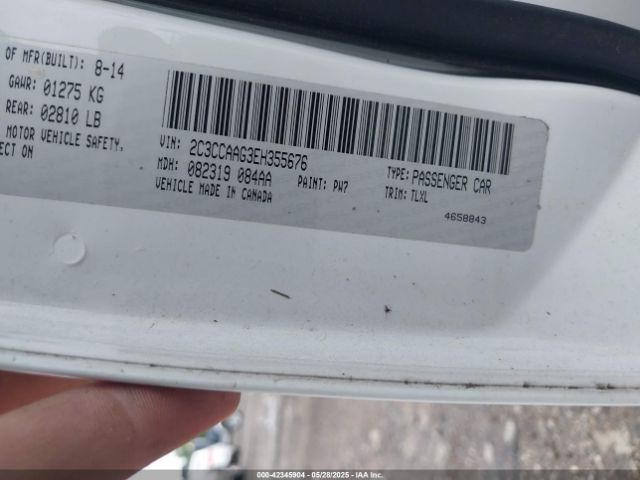 OF MFR(BUILT): 8-14
GAWR: 01275 KG
REAR: 02810 LB
MOTOR VEHICLE SAFETY,
ECT ON
VIN: 2C3CCAAG3EH355676
MDH: 082319 084AA
VEHICLE MADE IN CANADA
PAINT: PW7
TYPE: PASSENGER CAR
TRIM: TLXL
4658843
00-42345904 | 05/28/2025 | IAA Inc.